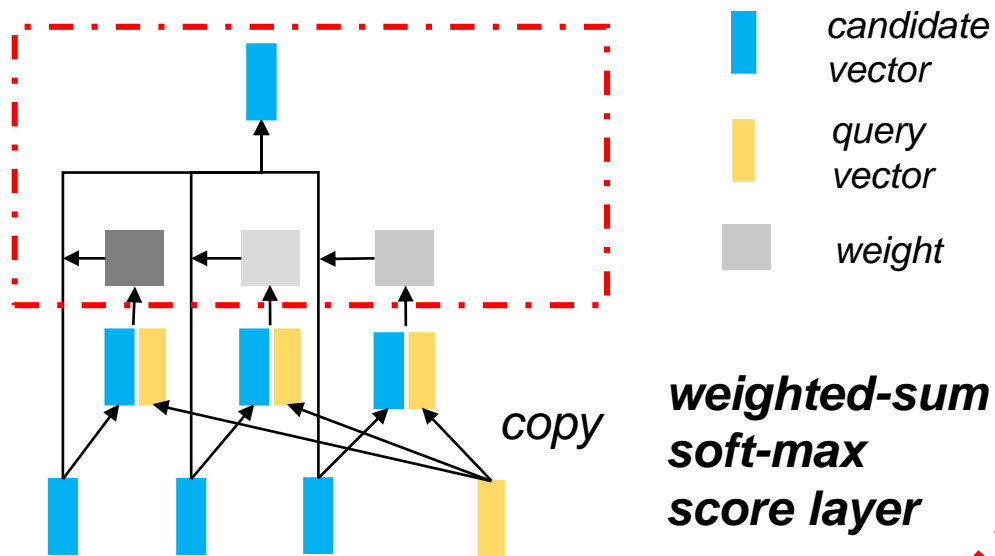 candidate
vector
query
vector
weight
copy
weighted-sum
soft-max
score layer